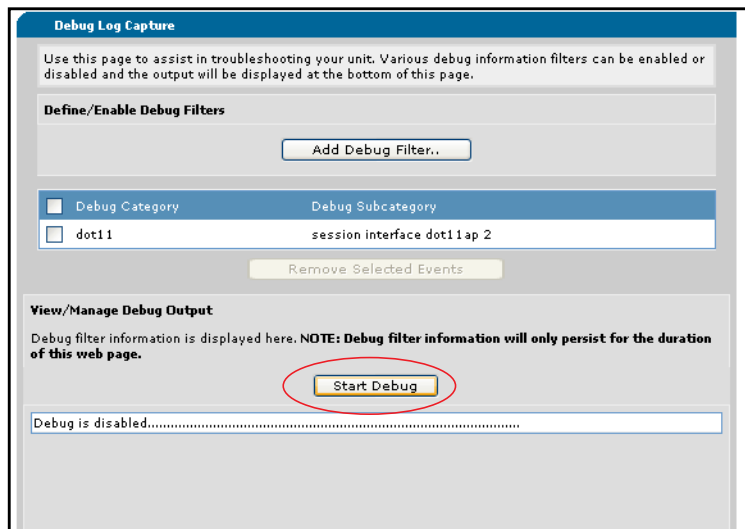 Debug Log Capture
Use this page to assist in troubleshooting your unit. Various debug information filters can be enabled or
disabled and the output will be displayed at the bottom of this page.
Define/Enable Debug Filters
Add Debug Filter..
Debug Category Debug Subcategory
dot11 session interface dot11ap 2
Remove Selected Events
View/Manage Debug Output
Debug filter information is displayed here. NOTE: Debug filter information will only persist for the duration
of this web page.
Start Debug
Debug is disabled.................................................................................................